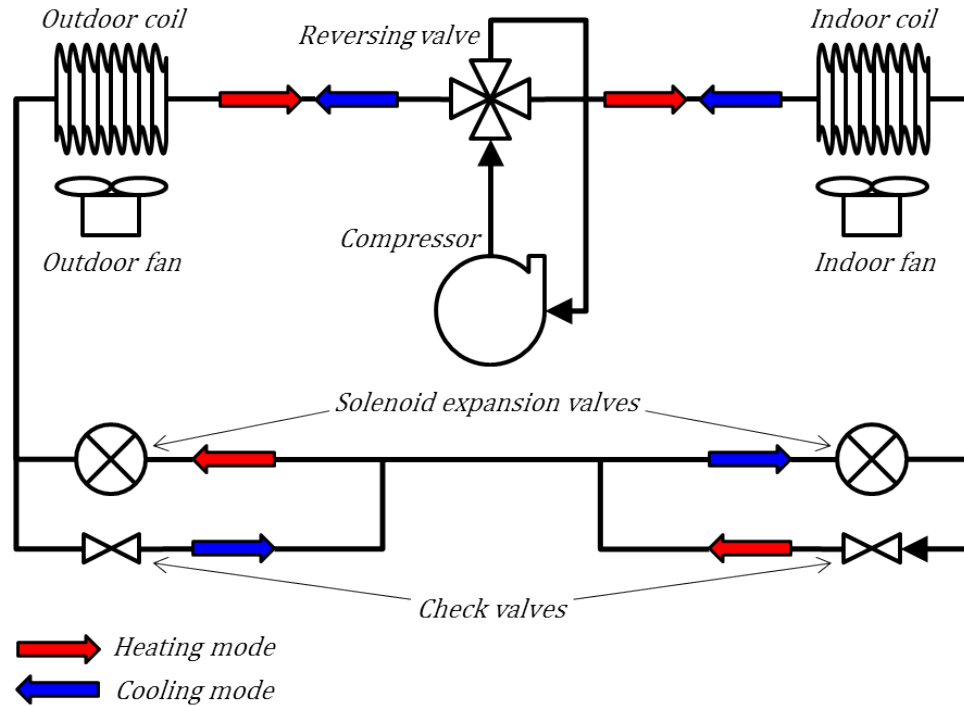 Outdoor coil
Reversing valve
Indoor coil
Compressor
Outdoor fan
Indoor fan
Solenoid expansion valves
Check valves
Heating mode
Cooling mode